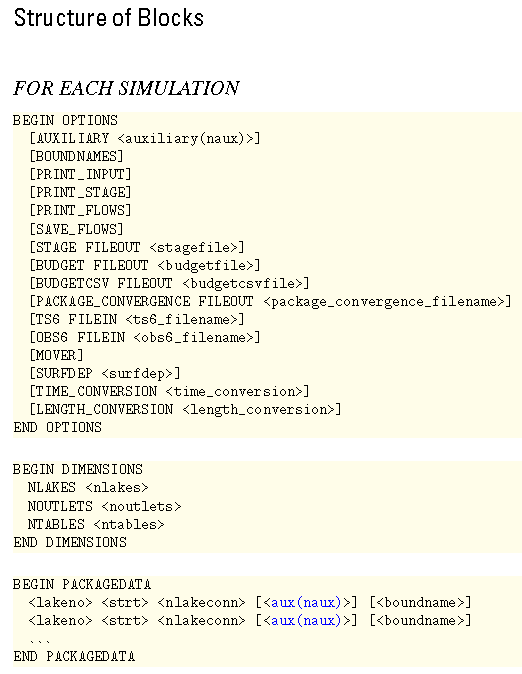 Structure of Blocks
FOR EACH SIMULATION
BEGIN OPTIONS
[AUXILIARY <auxiliary(naux)>]
[BOUNDNAMES]
[PRINT_INPUT]
[PRINT_STAGE]
[PRINT_FLOWS]
[SAVE_FLOWS]
[STAGE FILEOUT <stagefile>]
[BUDGET FILEOUT <budgetfile>]
[BUDGETCSV FILEOUT <budgetcsvfile>]
[PACKAGE_CONVERGENCE FILEOUT <package_convergence_filename>]
[TS6 FILEIN <ts6_filename>]
[OBS6 FILEIN <obs6_filename>]
[MOVER]
[SURFDEP <surfdep>]
[TIME_CONVERSION <time_conversion>]
[LENGTH_CONVERSION <length_conversion>]
END OPTIONS
BEGIN DIMENSIONS
NLAKES <nlakes>
NOUTLETS <noutlets>
NTABLES <ntables>
END DIMENSIONS
BEGIN PACKAGEDATA
<lakeno> <strt> <nlakeconn> [<aux(naux)>] [<boundname>]
<lakeno> <strt> <nlakeconn> [<aux(naux)>] [<boundname>]
...
END PACKAGEDATA